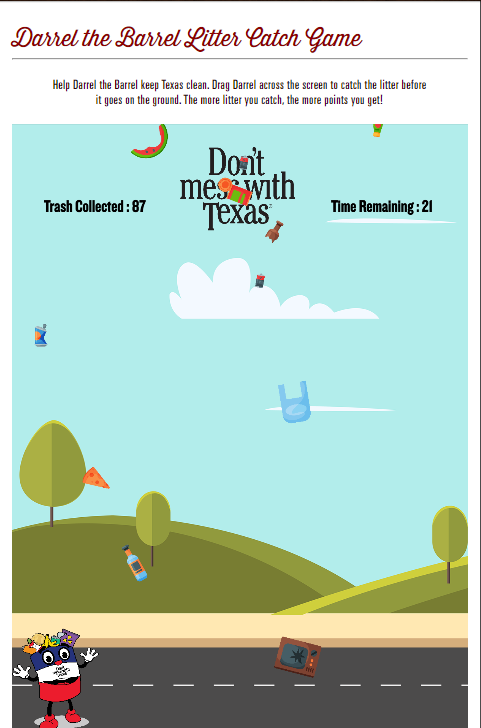 Darrel the Barrel Litter Catch Game
Help Darrel the Barrel keep Texas clean. Drag Darrel across the screen to catch the litter before
it goes on the ground. The more litter you catch, the more points you get!
Don't
mess with
Texas
Trash Collected : 87
Time Remaining : 21